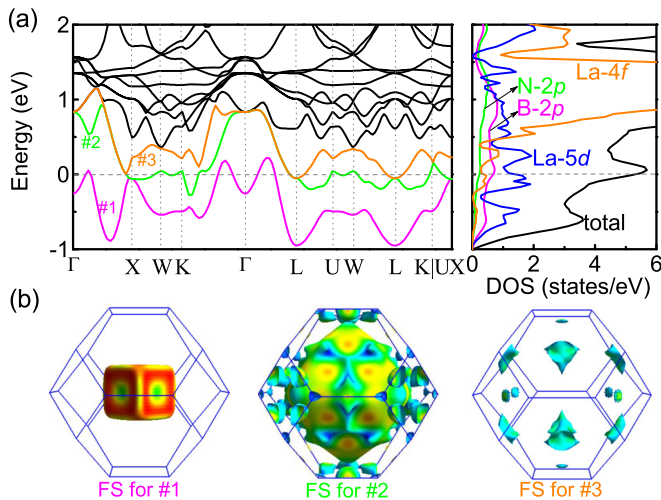 (a)
2
1
0
-1
Energy (eV)
#2
#3
#1
Γ X W K Γ L U W L K|U X
La-4f
N-2p
B-2p
La-5d
total
0 2 4 6
DOS (states/eV)
(b)
FS for #1 FS for #2 FS for #3